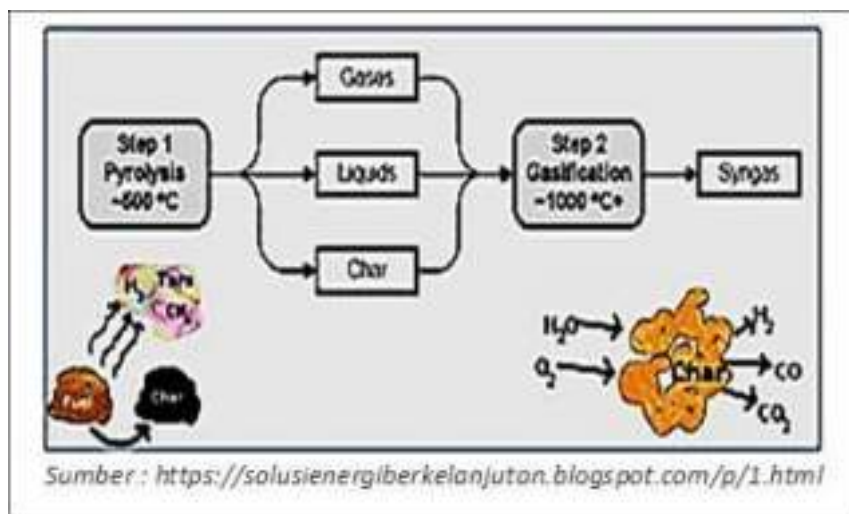 Gases
Step 1
Pyrolysis
~500 °C
Liquids
Step 2
Gasification
~1000 °C+
Syngas
Char
H₂ Tars
CH₄
Fuel
Char
H₂O
O₂
Char
H₂
CO
CO₂
Sumber : https://solusienergiberkelanjutan.blogspot.com/p/1.html